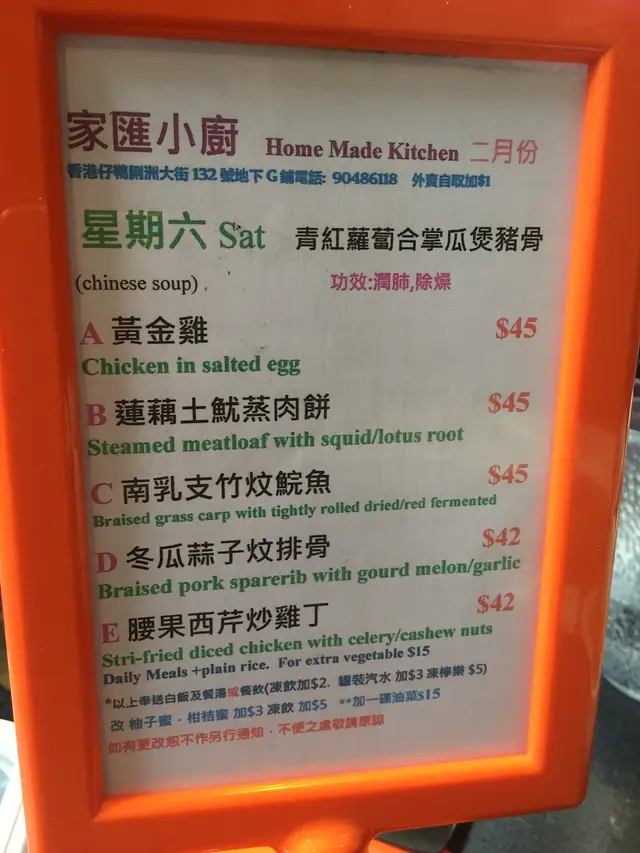 家匯小廚 Home Made Kitchen 二月份
香港仔鴨脷洲大街 132 號地下 G 鋪電話: 90486118 外賣自取加$1
星期六 Sat 青紅蘿蔔合掌瓜煲豬骨
(chinese soup) 功效:潤肺,除燥
A 黃金雞 $45
Chicken in salted egg
B 蓮藕土魷蒸肉餅 $45
Steamed meatloaf with squid/lotus root
C 南乳支竹炆鯇魚 $45
Braised grass carp with tightly rolled dried/red fermented
D 冬瓜蒜子炆排骨 $42
Braised pork sparerib with gourd melon/garlic
E 腰果西芹炒雞丁 $42
Stri-fried diced chicken with celery/cashew nuts
Daily Meals +plain rice. For extra vegetable $15
*以上奉送白飯及餐湯或餐飲(凍飲加$2. 罐裝汽水 加$3 凍檸樂 $5)
改 柚子蜜．柑桔蜜 加$3 凍飲 加$5 **加一碟油菜$15
如有更改恕不作另行通知．不便之處敬請原諒